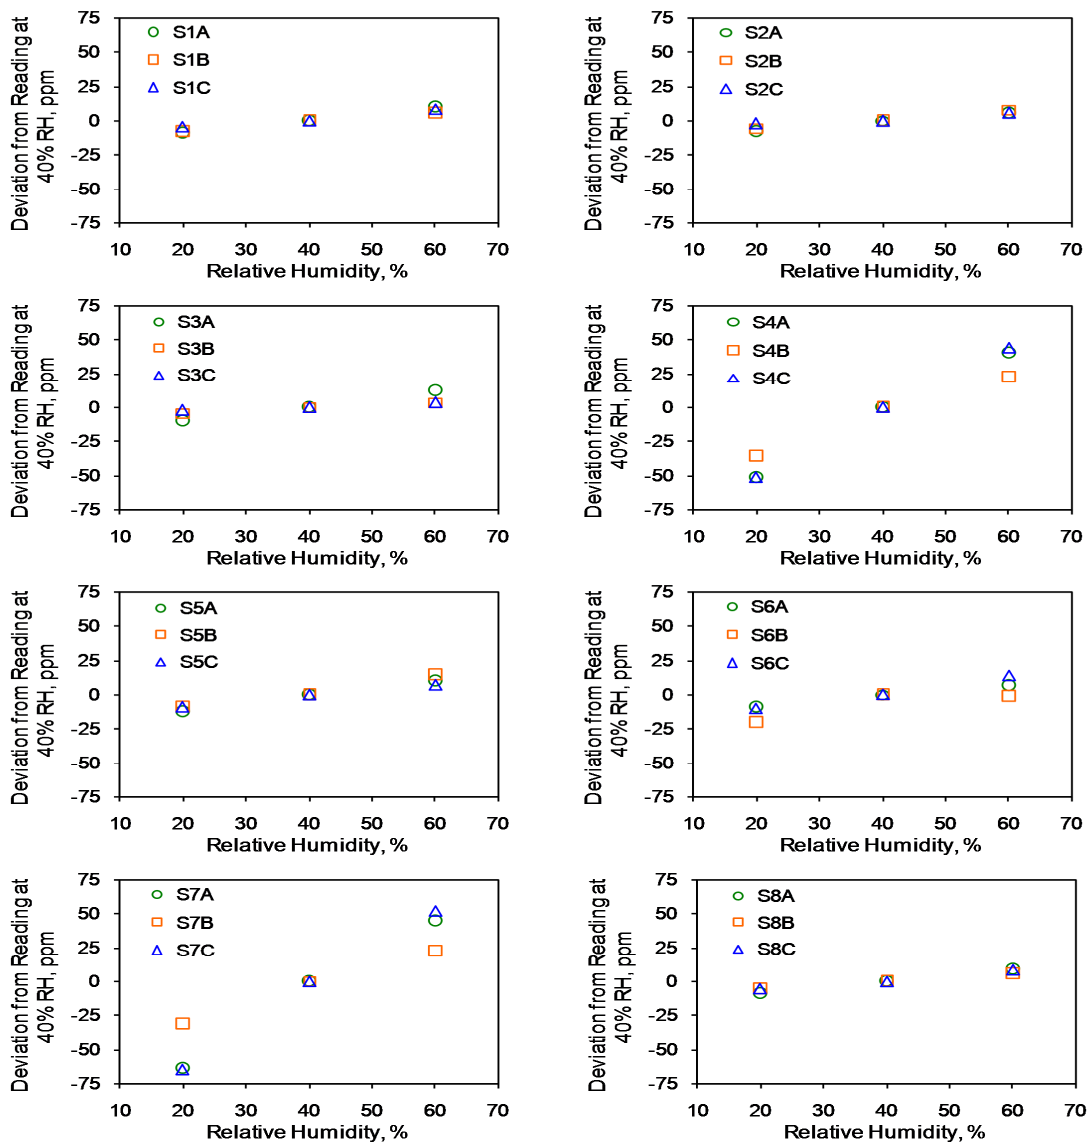 Deviation from Reading at
40% RH, ppm
75
50
25
0
-25
-50
-75
S1A
S1B
S1C
10 20 30 40 50 60 70
Relative Humidity, %
Deviation from Reading at
40% RH, ppm
75
50
25
0
-25
-50
-75
S2A
S2B
S2C
10 20 30 40 50 60 70
Relative Humidity, %
Deviation from Reading at
40% RH, ppm
75
50
25
0
-25
-50
-75
S3A
S3B
S3C
10 20 30 40 50 60 70
Relative Humidity, %
Deviation from Reading at
40% RH, ppm
75
50
25
0
-25
-50
-75
S4A
S4B
S4C
10 20 30 40 50 60 70
Relative Humidity, %
Deviation from Reading at
40% RH, ppm
75
50
25
0
-25
-50
-75
S5A
S5B
S5C
10 20 30 40 50 60 70
Relative Humidity, %
Deviation from Reading at
40% RH, ppm
75
50
25
0
-25
-50
-75
S6A
S6B
S6C
10 20 30 40 50 60 70
Relative Humidity, %
Deviation from Reading at
40% RH, ppm
75
50
25
0
-25
-50
-75
S7A
S7B
S7C
10 20 30 40 50 60 70
Relative Humidity, %
Deviation from Reading at
40% RH, ppm
75
50
25
0
-25
-50
-75
S8A
S8B
S8C
10 20 30 40 50 60 70
Relative Humidity, %